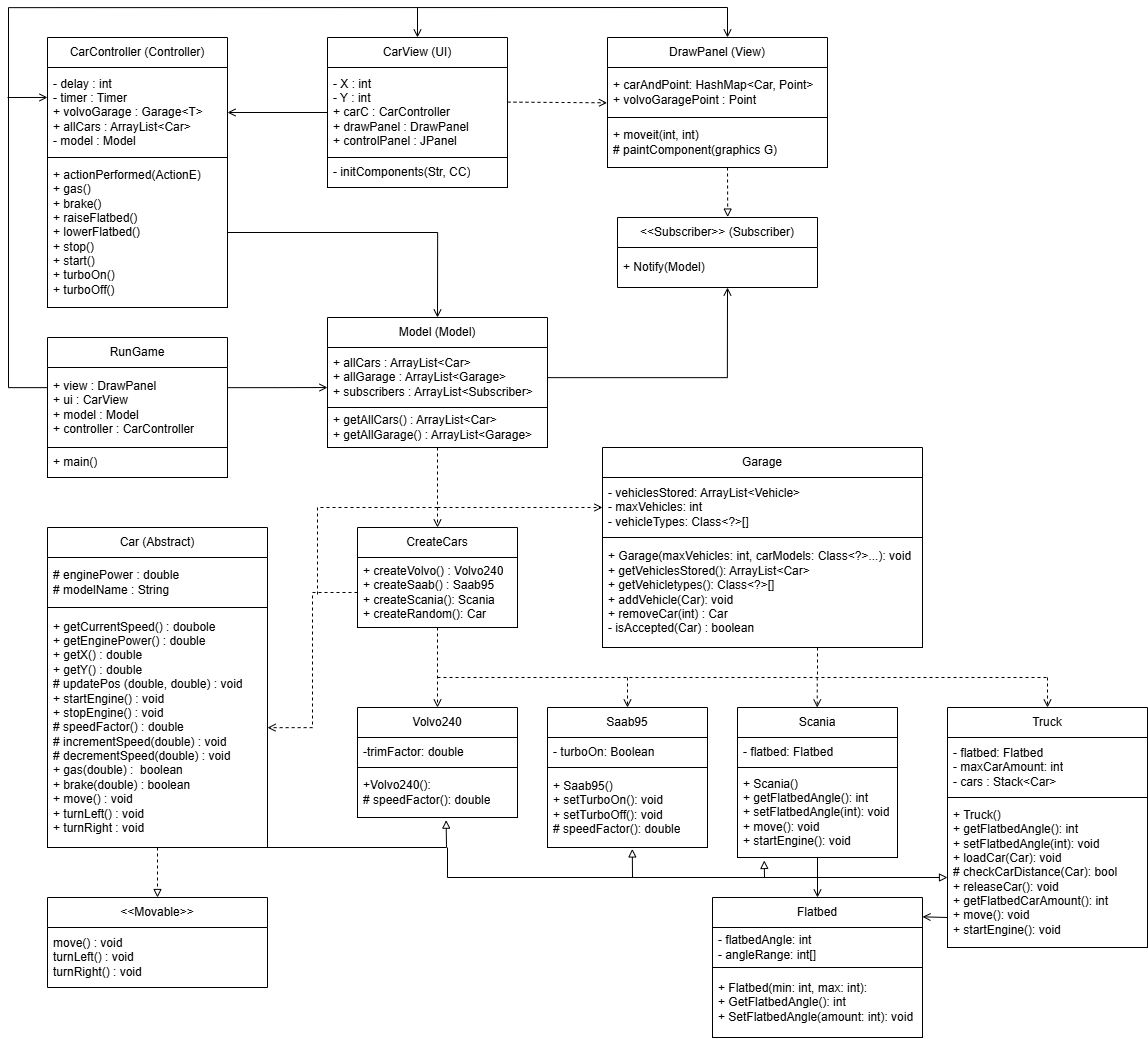 CarController (Controller)
- delay : int
- timer : Timer
+ volvoGarage : Garage<T>
+ allCars : ArrayList<Car>
- model : Model
+ actionPerformed(ActionE)
+ gas()
+ brake()
+ raiseFlatbed()
+ lowerFlatbed()
+ stop()
+ start()
+ turboOn()
+ turboOff()
CarView (UI)
- X : int
- Y : int
+ carC : CarController
+ drawPanel : DrawPanel
+ controlPanel : JPanel
- initComponents(Str, CC)
DrawPanel (View)
+ carAndPoint: HashMap<Car, Point>
+ volvoGaragePoint : Point
+ moveit(int, int)
# paintComponent(graphics G)
<<Subscriber>> (Subscriber)
+ Notify(Model)
RunGame
+ view : DrawPanel
+ ui : CarView
+ model : Model
+ controller : CarController
+ main()
Model (Model)
+ allCars : ArrayList<Car>
+ allGarage : ArrayList<Garage>
+ subscribers : ArrayList<Subscriber>
+ getAllCars() : ArrayList<Car>
+ getAllGarage() : ArrayList<Garage>
Garage
- vehiclesStored: ArrayList<Vehicle>
- maxVehicles: int
- vehicleTypes: Class<?>[]
+ Garage(maxVehicles: int, carModels: Class<?>...): void
+ getVehiclesStored(): ArrayList<Car>
+ getVehicletypes(): Class<?>[]
+ addVehicle(Car): void
+ removeCar(int) : Car
- isAccepted(Car) : boolean
Car (Abstract)
# enginePower : double
# modelName : String
+ getCurrentSpeed() : doubole
+ getEnginePower() : double
+ getX() : double
+ getY() : double
# updatePos (double, double) : void
+ startEngine() : void
+ stopEngine() : void
# speedFactor() : double
# incrementSpeed(double) : void
# decrementSpeed(double) : void
+ gas(double) :  boolean
+ brake(double) : boolean
+ move() : void
+ turnLeft() : void
+ turnRight : void
CreateCars
+ createVolvo() : Volvo240
+ createSaab() : Saab95
+ createScania(): Scania
+ createRandom(): Car
Volvo240
-trimFactor: double
+Volvo240():
# speedFactor(): double
Saab95
- turboOn: Boolean
+ Saab95()
+ setTurboOn(): void
+ setTurboOff(): void
# speedFactor(): double
Scania
- flatbed: Flatbed
+ Scania()
+ getFlatbedAngle(): int
+ setFlatbedAngle(int): void
+ move(): void
+ startEngine(): void
Truck
- flatbed: Flatbed
- maxCarAmount: int
- cars : Stack<Car>
+ Truck()
+ getFlatbedAngle(): int
+ setFlatbedAngle(int): void
+ loadCar(Car): void
# checkCarDistance(Car): bool
+ releaseCar(): void
+ getFlatbedCarAmount(): int
+ move(): void
+ startEngine(): void
<<Movable>>
move() : void
turnLeft() : void
turnRight() : void
Flatbed
- flatbedAngle: int
- angleRange: int[]
+ Flatbed(min: int, max: int):
+ GetFlatbedAngle(): int
+ SetFlatbedAngle(amount: int): void